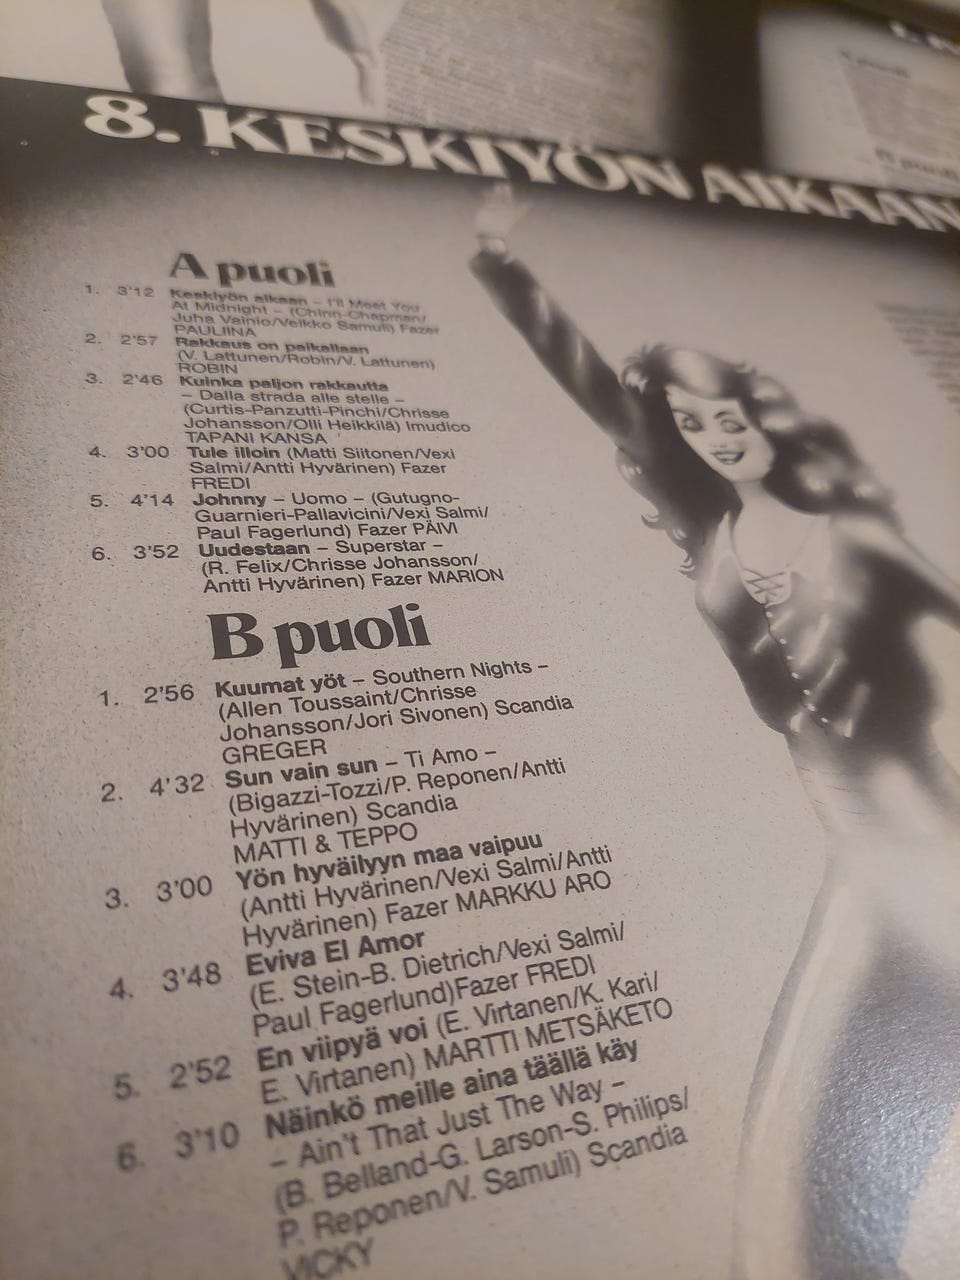 8. KESKIYÖN AIKAAN
A puoli
1. 3'12 Keskiyön aikaan – I'll Meet You
At Midnight – (Chinn-Chapman/
Juha Vainio/Veikko Samuli) Fazer
PAULIINA
2. 2'57 Rakkaus on paikallaan
(V. Lattunen/Robin/V. Lattunen)
ROBIN
3. 2'46 Kuinka paljon rakkautta
– Dalla strada alle stelle –
(Curtis-Panzutti-Pinchi/Chrisse
Johansson/Olli Heikkilä) Imudico
TAPANI KANSA
4. 3'00 Tule illoin (Matti Siitonen/Vexi
Salmi/Antti Hyvärinen) Fazer
FREDI
5. 4'14 Johnny – Uomo – (Gutugno-
Guarnieri-Pallavicini/Vexi Salmi/
Paul Fagerlund) Fazer PÄIVI
6. 3'52 Uudestaan – Superstar –
(R. Felix/Chrisse Johansson/
Antti Hyvärinen) Fazer MARION
B puoli
1. 2'56 Kuumat yöt – Southern Nights –
(Allen Toussaint/Chrisse
Johansson/Jori Sivonen) Scandia
GREGER
2. 4'32 Sun vain sun – Ti Amo –
(Bigazzi-Tozzi/P. Reponen/Antti
Hyvärinen) Scandia
MATTI & TEPPO
3. 3'00 Yön hyväilyyn maa vaipuu
(Antti Hyvärinen/Vexi Salmi/Antti
Hyvärinen) Fazer MARKKU ARO
4. 3'48 Eviva El Amor
(E. Stein-B. Dietrich/Vexi Salmi/
Paul Fagerlund)Fazer FREDI
5. 2'52 En viipyä voi (E. Virtanen/K. Kari/
E. Virtanen) MARTTI METSÄKETO
6. 3'10 Näinkö meille aina täällä käy
– Ain't That Just The Way –
(B. Belland-G. Larson-S. Philips/
P. Reponen/V. Samuli) Scandia
VICKY